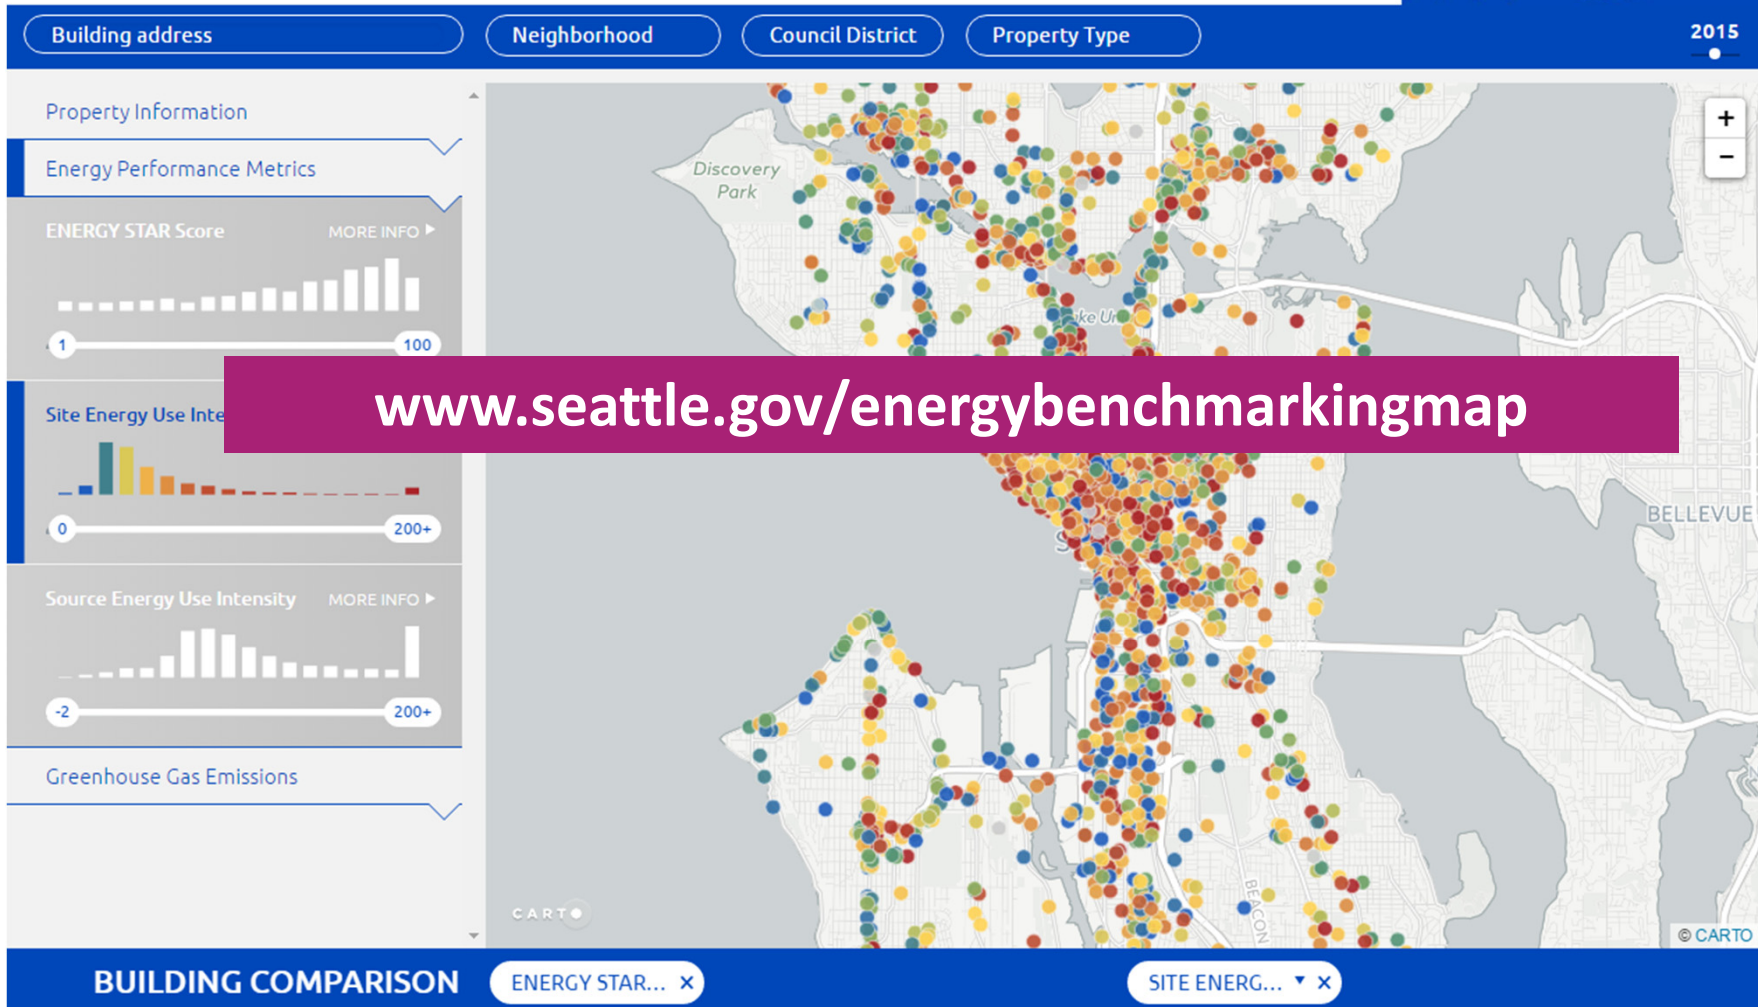 Building address
Neighborhood
Council District
Property Type
2015
Property Information
Energy Performance Metrics
ENERGY STAR Score
MORE INFO
1
100
Site Energy Use Inte
0
200+
Source Energy Use Intensity
MORE INFO
-2
200+
Greenhouse Gas Emissions
Discovery
Park
+
−
www.seattle.gov/energybenchmarkingmap
BELLEVUE
BEACON
CARTO
© CARTO
BUILDING COMPARISON
ENERGY STAR... ×
SITE ENERG... ▼ ×